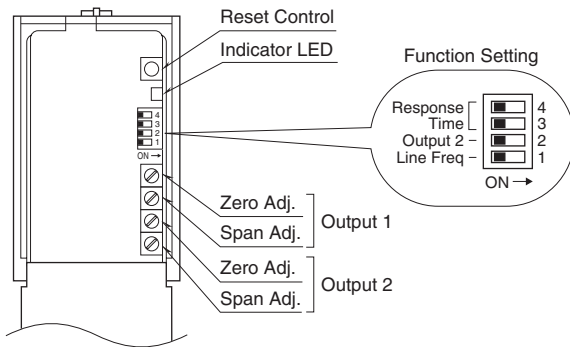 Reset Control
Indicator LED
4
3
2
1
ON →
Zero Adj.
Span Adj.
Output 1
Zero Adj.
Span Adj.
Output 2
Function Setting
Response
Time
Output 2
Line Freq
4
3
2
1
ON →